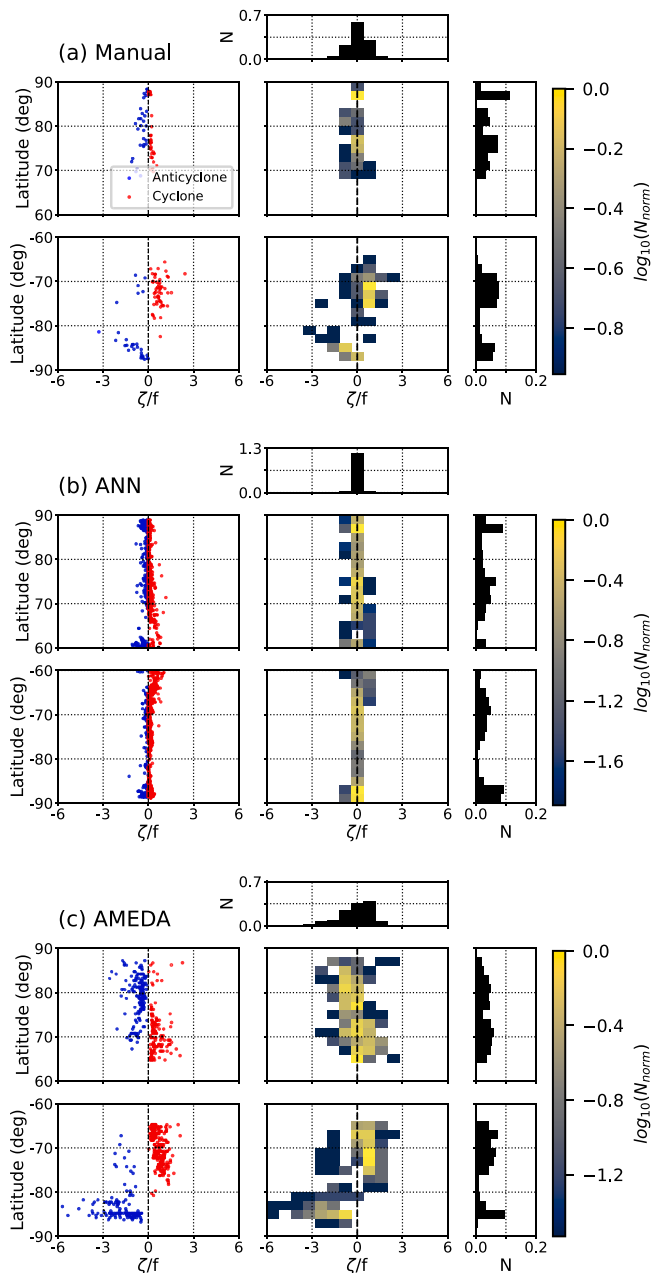 0.7
N
0.0
(a) Manual
90
80
70
60
Latitude (deg)
Anticyclone
Cyclone
-60
-70
-80
-90
Latitude (deg)
-6 -3 0 3 6
ζ/f
-6 -3 0 3 6
ζ/f
0.0 0.2
N
0.0
−0.2
−0.4
−0.6
−0.8
log10(Nnorm)
1.3
N
0.0
(b) ANN
90
80
70
60
Latitude (deg)
-60
-70
-80
-90
Latitude (deg)
-6 -3 0 3 6
ζ/f
-6 -3 0 3 6
ζ/f
0.0 0.2
N
0.0
−0.4
−0.8
−1.2
−1.6
log10(Nnorm)
0.7
N
0.0
(c) AMEDA
90
80
70
60
Latitude (deg)
-60
-70
-80
-90
Latitude (deg)
-6 -3 0 3 6
ζ/f
-6 -3 0 3 6
ζ/f
0.0 0.2
N
0.0
−0.4
−0.8
−1.2
log10(Nnorm)